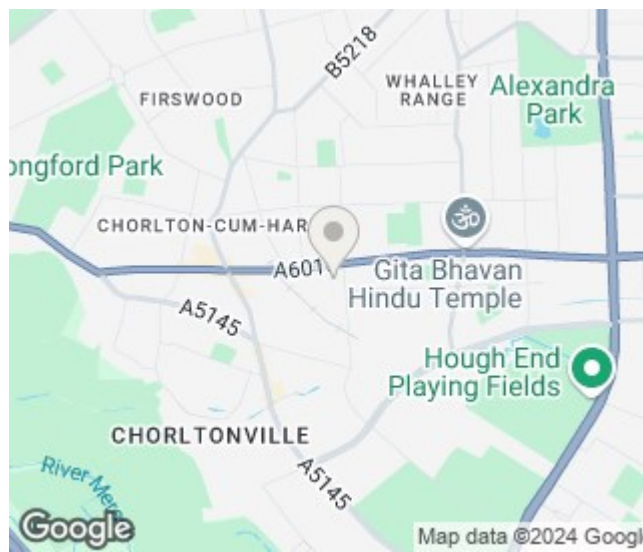 B5218
FIRSWOOD
WHALLEY
RANGE
Alexandra
Park
ongford Park
CHORLTON-CUM-HAR
A601
Gita Bhavan
Hindu Temple
A5145
Hough End
Playing Fields
CHORLTONVILLE
A5145
River Mers
Google
Map data ©2024 Googl